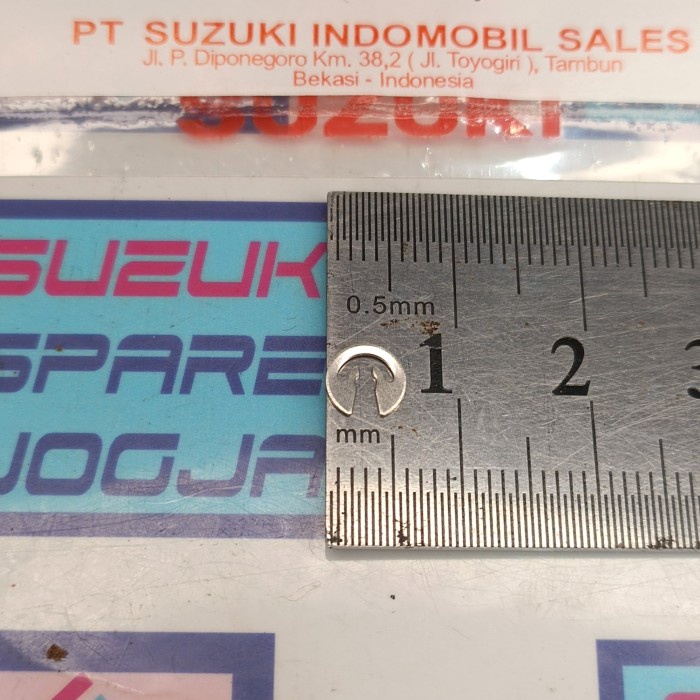 PT SUZUKI INDOMOBIL SALES
Jl. P. Diponegoro Km. 38,2 ( Jl. Toyogiri ), Tambun
Bekasi - Indonesia
SUZUKI
SUZUK
SPARE
JOGJA
0.5mm
1 2 3
mm